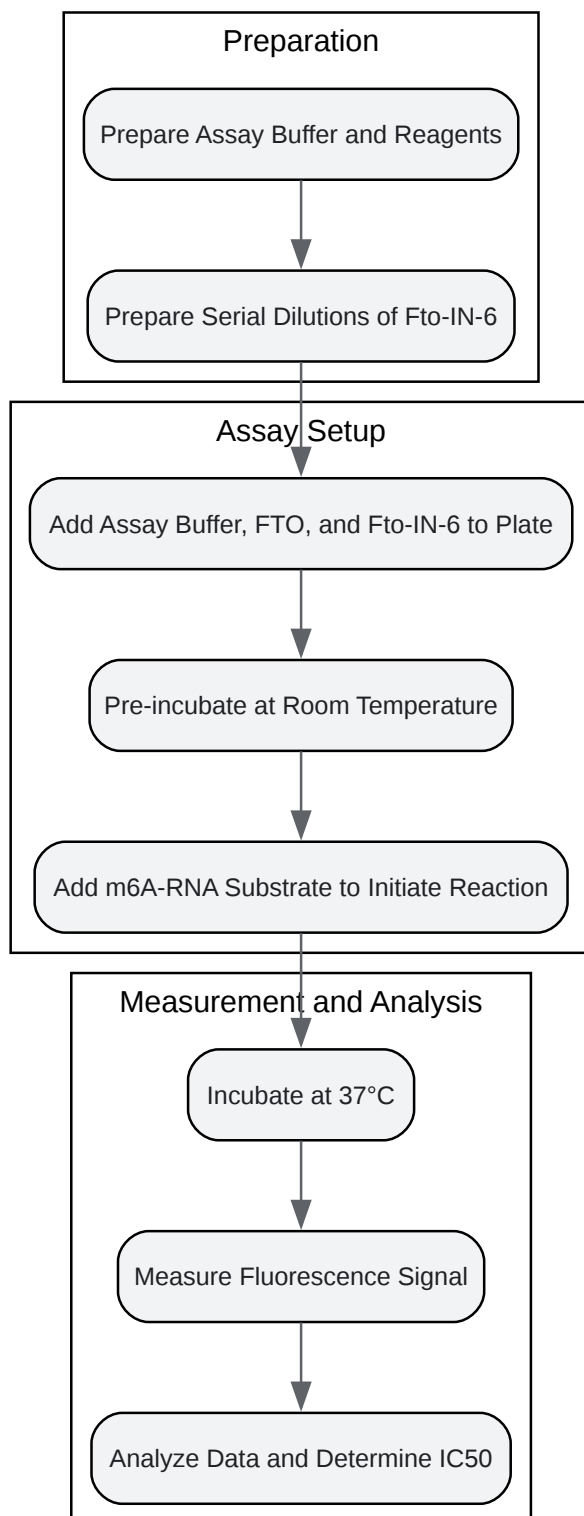 Preparation
Prepare Assay Buffer and Reagents
Prepare Serial Dilutions of Fto-IN-6
Assay Setup
Add Assay Buffer, FTO, and Fto-IN-6 to Plate
Pre-incubate at Room Temperature
Add m6A-RNA Substrate to Initiate Reaction
Measurement and Analysis
Incubate at 37°C
Measure Fluorescence Signal
Analyze Data and Determine IC50